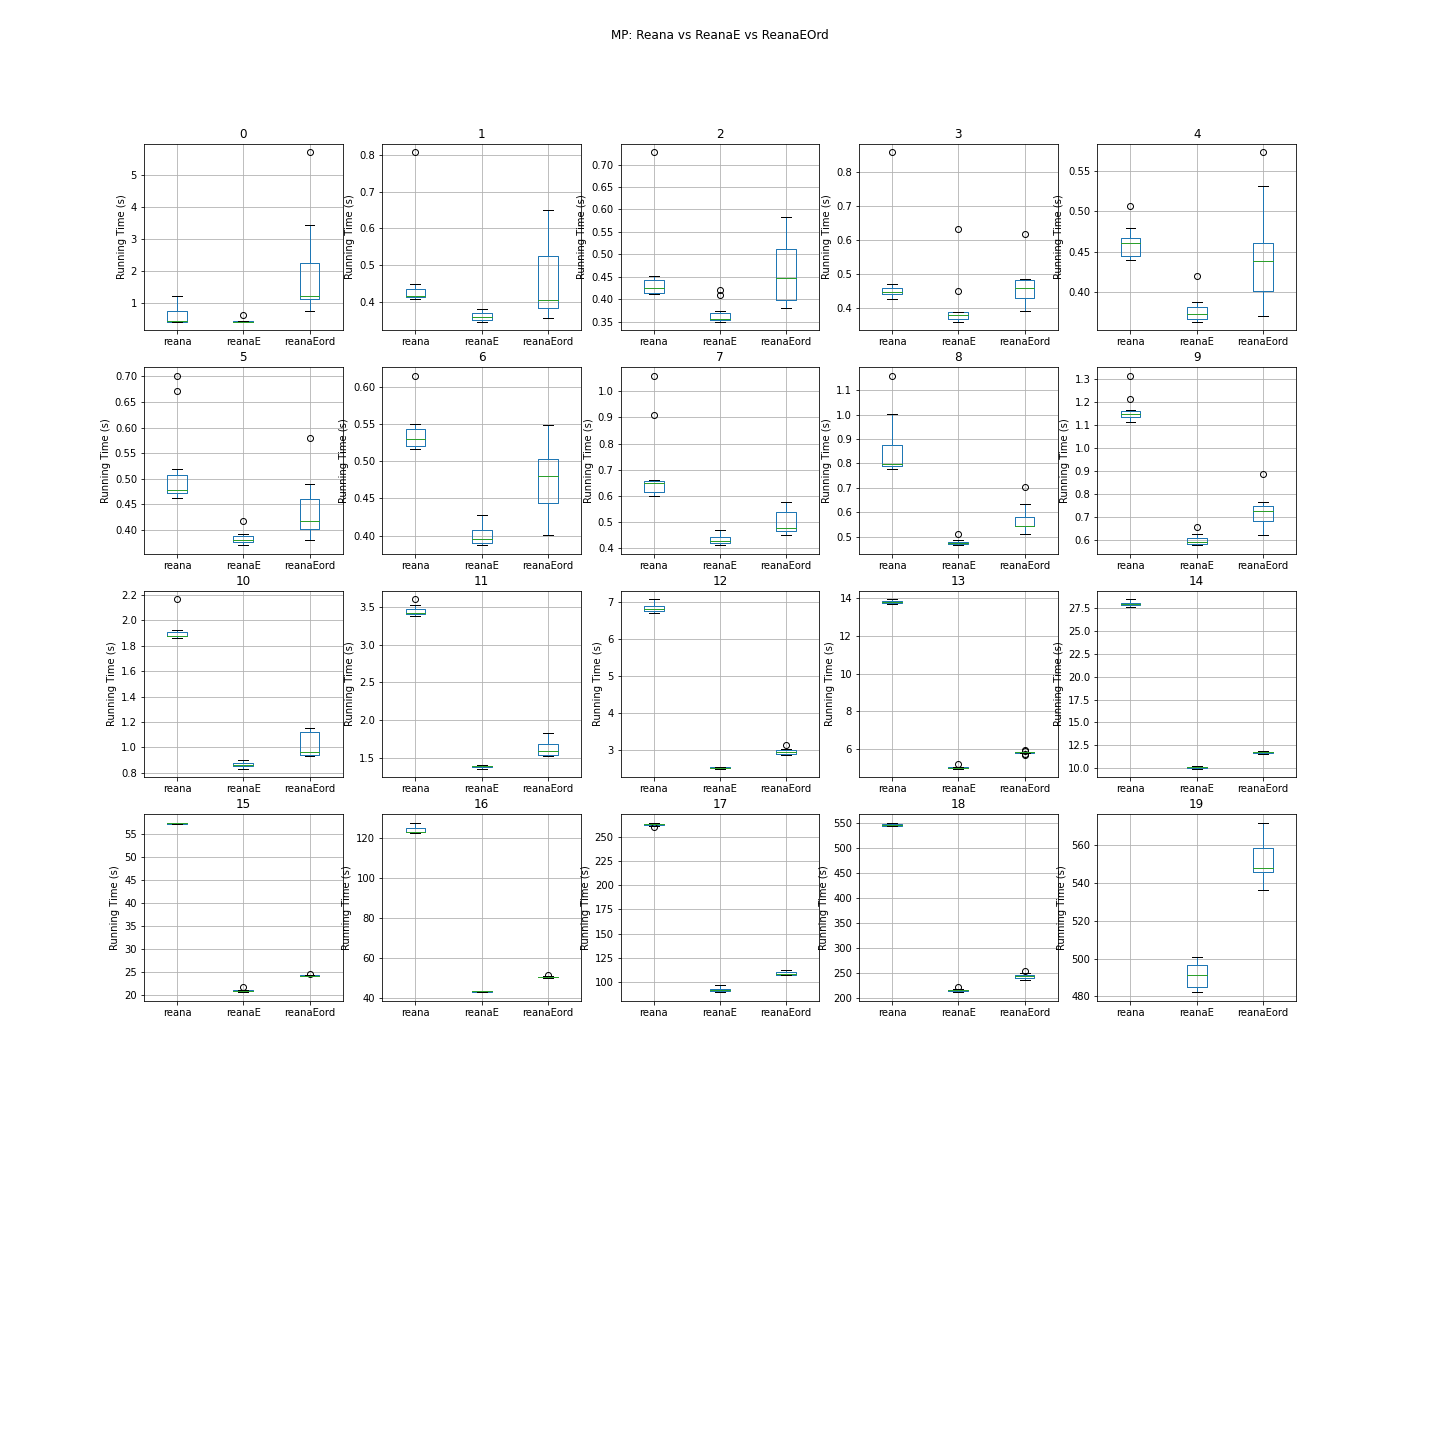 MP: Reana vs ReanaE vs ReanaEOrd
0 1 2 3 4
Running Time (s) 5 4 3 2 1
Running Time (s) 0.8 0.7 0.6 0.5 0.4
Running Time (s) 0.70 0.65 0.60 0.55 0.50 0.45 0.40 0.35
Running Time (s) 0.8 0.7 0.6 0.5 0.4
Running Time (s) 0.55 0.50 0.45 0.40
reana reanaE reanaEord reana reanaE reanaEord reana reanaE reanaEord reana reanaE reanaEord reana reanaE reanaEord
5 6 7 8 9
Running Time (s) 0.70 0.65 0.60 0.55 0.50 0.45 0.40
Running Time (s) 0.60 0.55 0.50 0.45 0.40
Running Time (s) 1.0 0.9 0.8 0.7 0.6 0.5 0.4
Running Time (s) 1.1 1.0 0.9 0.8 0.7 0.6 0.5
Running Time (s) 1.3 1.2 1.1 1.0 0.9 0.8 0.7 0.6
reana reanaE reanaEord reana reanaE reanaEord reana reanaE reanaEord reana reanaE reanaEord reana reanaE reanaEord
10 11 12 13 14
Running Time (s) 2.2 2.0 1.8 1.6 1.4 1.2 1.0 0.8
Running Time (s) 3.5 3.0 2.5 2.0 1.5
Running Time (s) 7 6 5 4 3
Running Time (s) 14 12 10 8 6
Running Time (s) 27.5 25.0 22.5 20.0 17.5 15.0 12.5 10.0
reana reanaE reanaEord reana reanaE reanaEord reana reanaE reanaEord reana reanaE reanaEord reana reanaE reanaEord
15 16 17 18 19
Running Time (s) 55 50 45 40 35 30 25 20
Running Time (s) 120 100 80 60 40
Running Time (s) 250 225 200 175 150 125 100
Running Time (s) 550 500 450 400 350 300 250 200
Running Time (s) 560 540 520 500 480
reana reanaE reanaEord reana reanaE reanaEord reana reanaE reanaEord reana reanaE reanaEord reana reanaE reanaEord